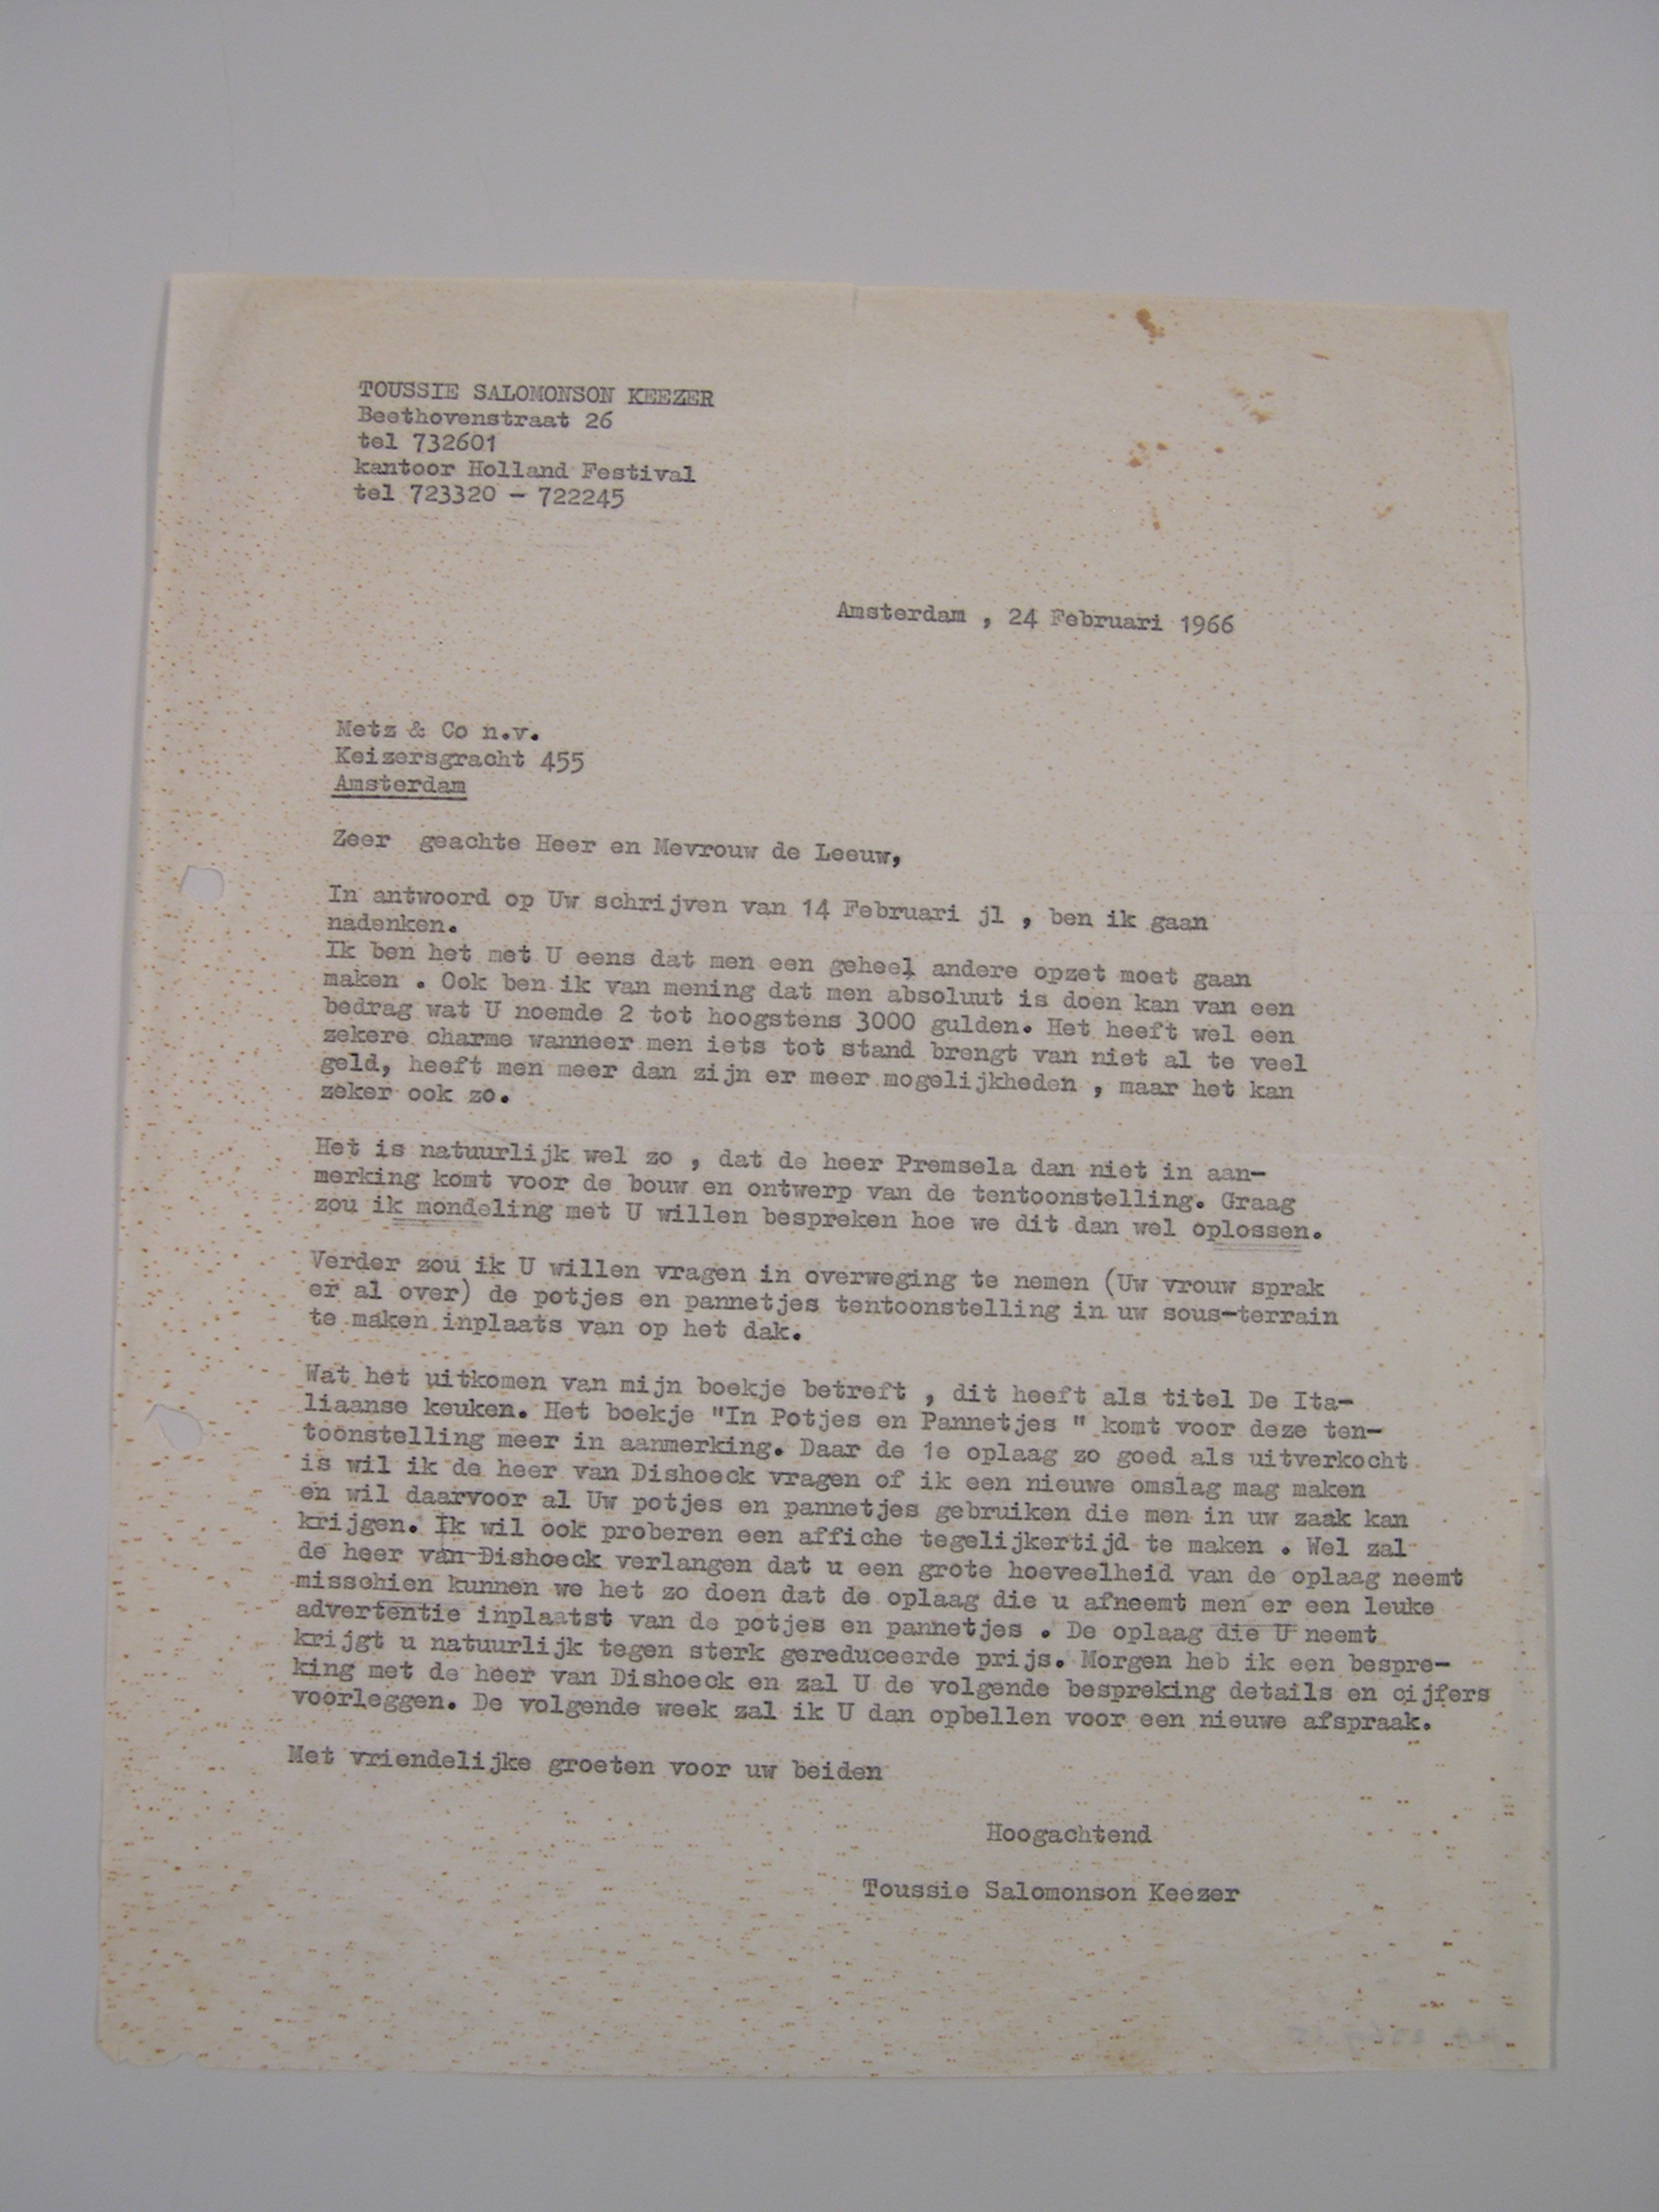 TOUSSIE SALOMONSON KEEZER
Beethovenstraat 26
tel 732601
kantoor Holland Festival
tel 723320 - 722245
Amsterdam , 24 Februari 1966
Metz & Co n.v.
Keizersgracht 455
Amsterdam
Zeer geachte Heer en Mevrouw de Leeuw,
In antwoord op Uw schrijven van 14 Februari jl , ben ik gaan
nadenken.
Ik ben het met U eens dat men een geheel andere opzet moet gaan
maken . Ook ben ik van mening dat men absoluut is doen kan van een
bedrag wat U noemde 2 tot hoogstens 3000 gulden. Het heeft wel een
zekere charme wanneer men iets tot stand brengt van niet al te veel
geld, heeft men meer dan zijn er meer mogelijkheden , maar het kan
zeker ook zo.
Het is natuurlijk wel zo , dat de heer Premsela dan niet in aan-
merking komt voor de bouw en ontwerp van de tentoonstelling. Graag
zou ik mondeling met U willen bespreken hoe we dit dan wel oplossen.
Verder zou ik U willen vragen in overweging te nemen (Uw vrouw sprak
er al over) de potjes en pannetjes tentoonstelling in uw sous-terrain
te maken inplaats van op het dak.
Wat het uitkomen van mijn boekje betreft , dit heeft als titel De Ita-
liaanse keuken. Het boekje "In Potjes en Pannetjes " komt voor deze ten-
toonstelling meer in aanmerking. Daar de 1e oplaag zo goed als uitverkocht
is wil ik de heer van Dishoeck vragen of ik een nieuwe omslag mag maken
en wil daarvoor al Uw potjes en pannetjes gebruiken die men in uw zaak kan
krijgen. Ik wil ook proberen een affiche tegelijkertijd te maken . Wel zal
de heer van Dishoeck verlangen dat u een grote hoeveelheid van de oplaag neemt
misschien kunnen we het zo doen dat de oplaag die u afneemt men er een leuke
advertentie inplaatst van de potjes en pannetjes . De oplaag die U neemt
krijgt u natuurlijk tegen sterk gereduceerde prijs. Morgen heb ik een bespre-
king met de heer van Dishoeck en zal U de volgende bespreking details en cijfers
voorleggen. De volgende week zal ik U dan opbellen voor een nieuwe afspraak.
Met vriendelijke groeten voor uw beiden
Hoogachtend
Toussie Salomonson Keezer